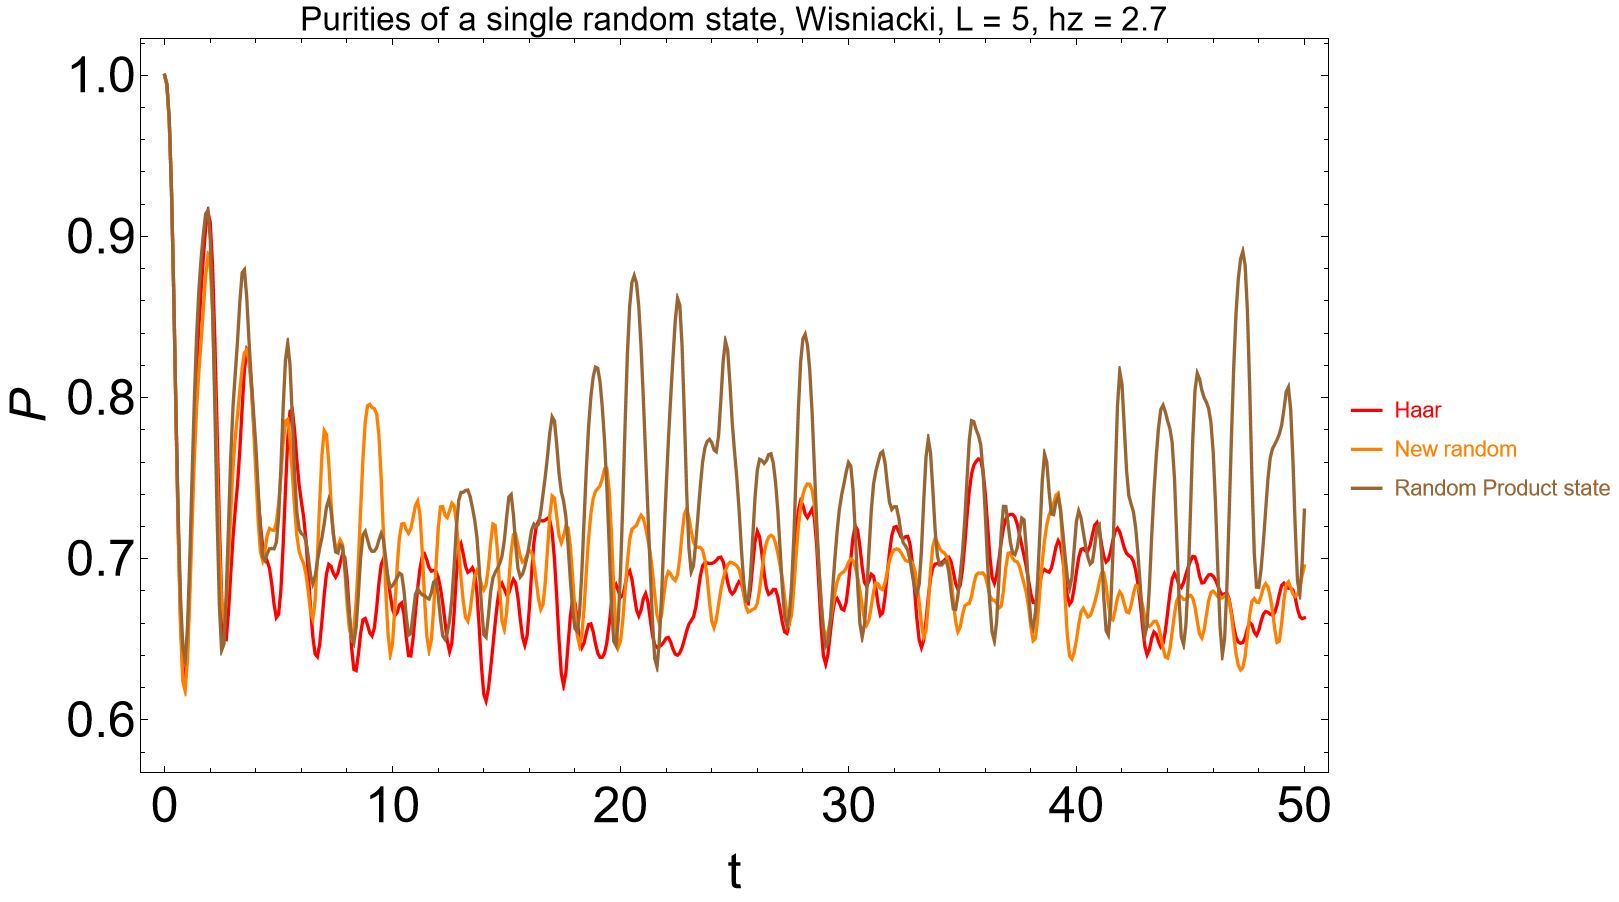 Purities of a single random state, Wisniacki, L = 5, hz = 2.7
1.0
0.9
0.8
0.7
0.6
P
0 10 20 30 40 50
t
Haar
New random
Random Product state